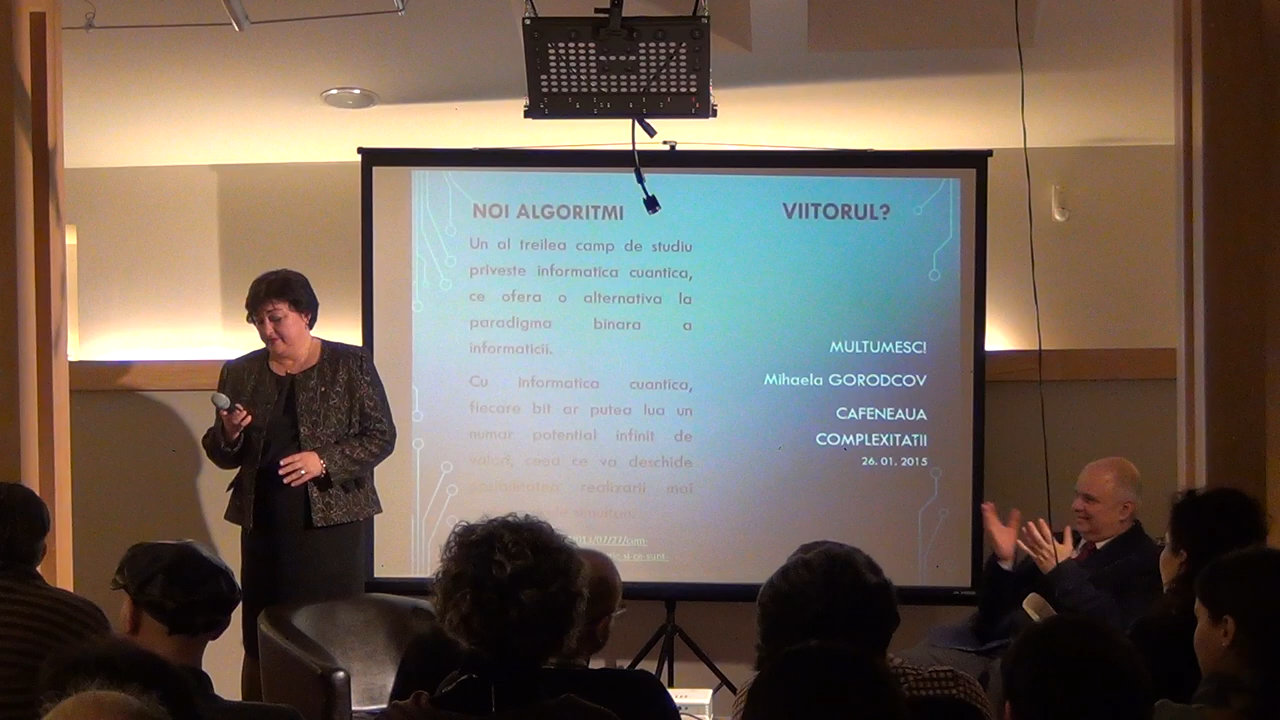 NOI ALGORITMI
Un al treilea camp de studiu
priveste informatica cuantica,
ce ofera o alternativa la
paradigma binara a
informaticii.
Cu informatica cuantica,
fiecare bit ar putea lua un
numar potential infinit de
valori, ceea ce va deschide
realizarii mai
VIITORUL?
MULTUMESC!
Mihaela GORODCOV
CAFENEAUA
COMPLEXITATII
26. 01. 2015